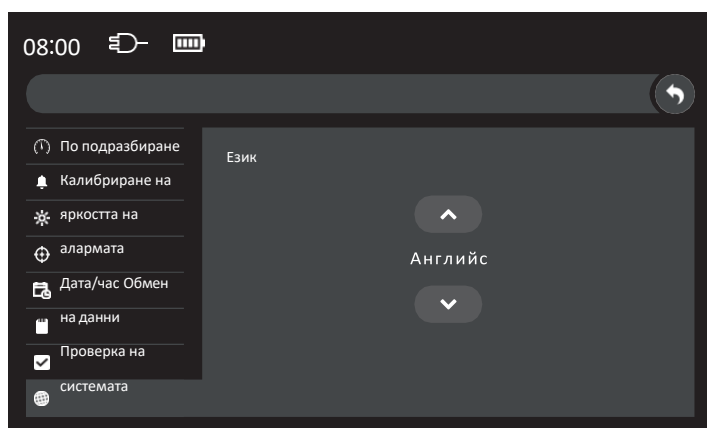 08:00
По подразбиране
Калибриране на
яркостта на
алармата
Дата/час Обмен
на данни
Проверка на
системата
Език
Английс